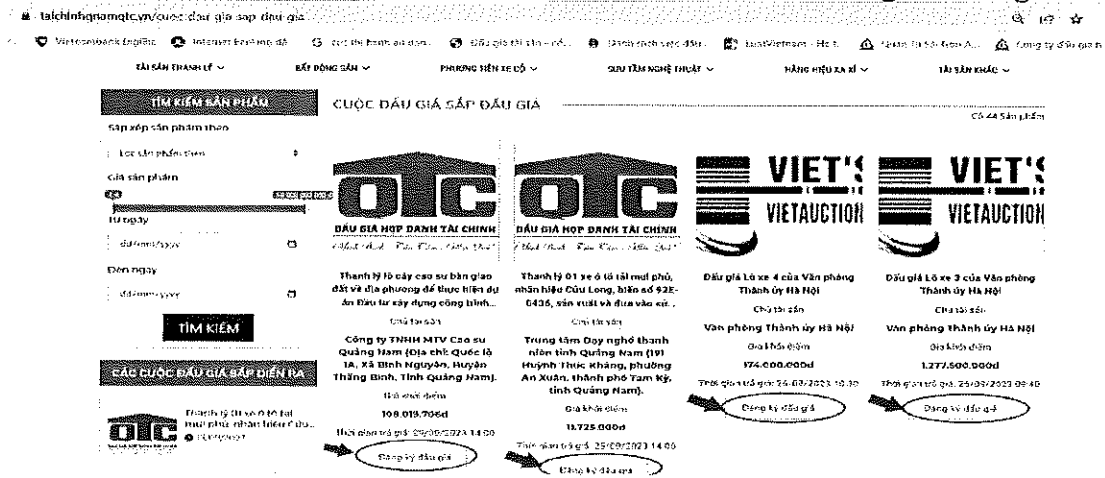 taichinhqnamqtc.vn/cuoc-dau-gia-sap-dau-gia
Vietcombank
TÀI SẢN THANH LÝ
BẤT ĐỘNG SẢN
PHƯƠNG TIỆN XE CỘ
SƯU TẦM NGHỆ THUẬT
HÀNG HIỆU XA XỈ
TÀI SẢN KHÁC
TÌM KIẾM SẢN PHẨM
Sắp xếp sản phẩm theo
Lọc sản phẩm theo
Giá sản phẩm
Từ ngày
dd/mm/yyyy
Đến ngày
dd/mm/yyyy
TÌM KIẾM
CÁC CUỘC ĐẤU GIÁ SẮP DIỄN RA
Thanh lý 01 xe ô tô tải
mui phủ, nhãn hiệu Cửu...
CUỘC ĐẤU GIÁ SẮP ĐẤU GIÁ
Có 44 Sản phẩm
ĐẤU GIÁ HỢP DANH TÀI CHÍNH
Thanh lý lô cây cao su bàn giao
đất về địa phương để thực hiện dự
án Đầu tư xây dựng công trình...
Chủ tài sản
Công ty TNHH MTV Cao su
Quảng Nam (Địa chỉ: Quốc lộ
1A, Xã Bình Nguyên, Huyện
Thăng Bình, Tỉnh Quảng Nam).
Giá khởi điểm
108.019.706đ
Thời gian trả giá: 29/09/2023 14:00
Đăng ký đấu giá
ĐẤU GIÁ HỢP DANH TÀI CHÍNH
Thanh lý 01 xe ô tô tải mui phủ,
nhãn hiệu Cửu Long, biển số 92E-
0436, sản xuất và đưa vào sử...
Chủ tài sản
Trung tâm Dạy nghề thanh
niên tỉnh Quảng Nam (191
Huỳnh Thúc Kháng, phường
An Xuân, thành phố Tam Kỳ,
tỉnh Quảng Nam).
Giá khởi điểm
11.725.000đ
Thời gian trả giá: 25/09/2023 14:00
Đăng ký đấu giá
VIET'S
VIETAUCTION
Đấu giá Lô xe 4 của Văn phòng
Thành ủy Hà Nội
Chủ tài sản
Văn phòng Thành ủy Hà Nội
Giá khởi điểm
174.000.000đ
Thời gian trả giá: 26/09/2023 10:30
Đăng ký đấu giá
VIET'S
VIETAUCTION
Đấu giá Lô xe 3 của Văn phòng
Thành ủy Hà Nội
Chủ tài sản
Văn phòng Thành ủy Hà Nội
Giá khởi điểm
1.277.500.000đ
Thời gian trả giá: 26/09/2023 09:40
Đăng ký đấu giá